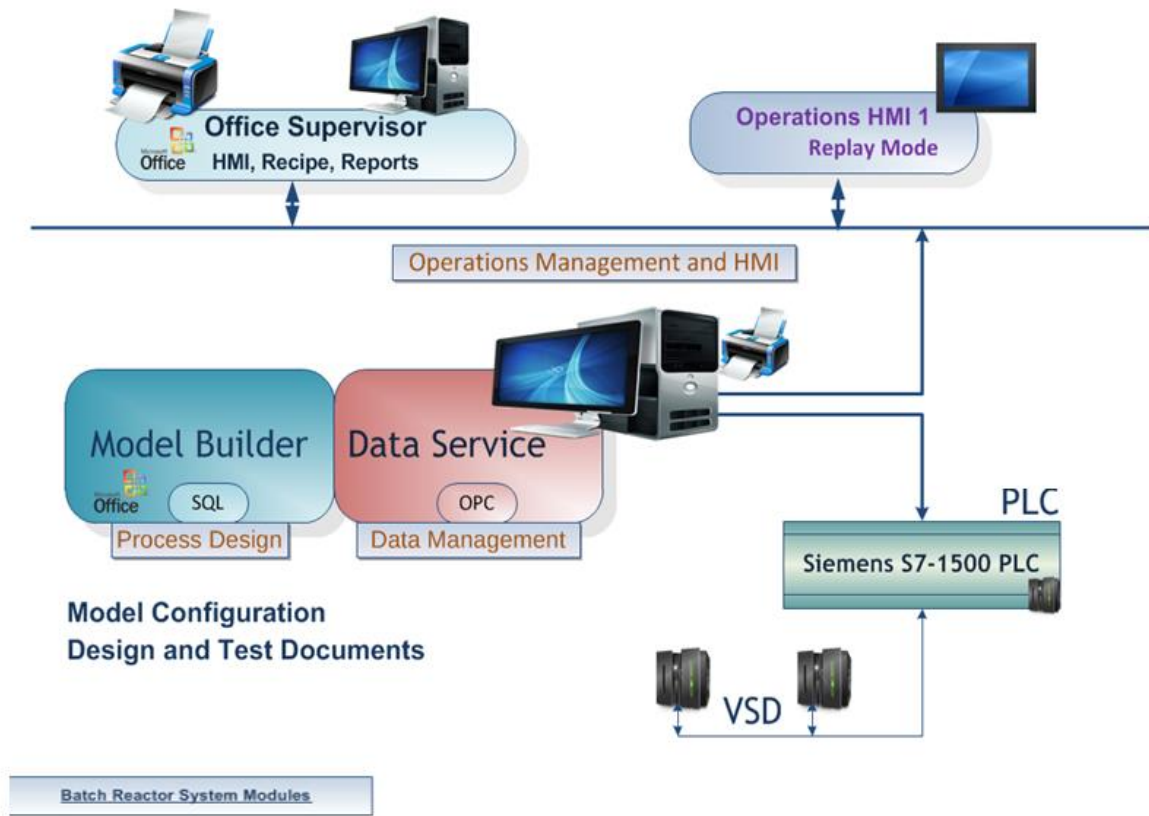 Office Supervisor
Microsoft
Office
HMI, Recipe, Reports
Operations HMI 1
Replay Mode
Operations Management and HMI
Model Builder
Data Service
Microsoft
Office
SQL
OPC
Process Design
Data Management
PLC
Siemens S7-1500 PLC
Model Configuration
Design and Test Documents
VSD
Batch Reactor System Modules